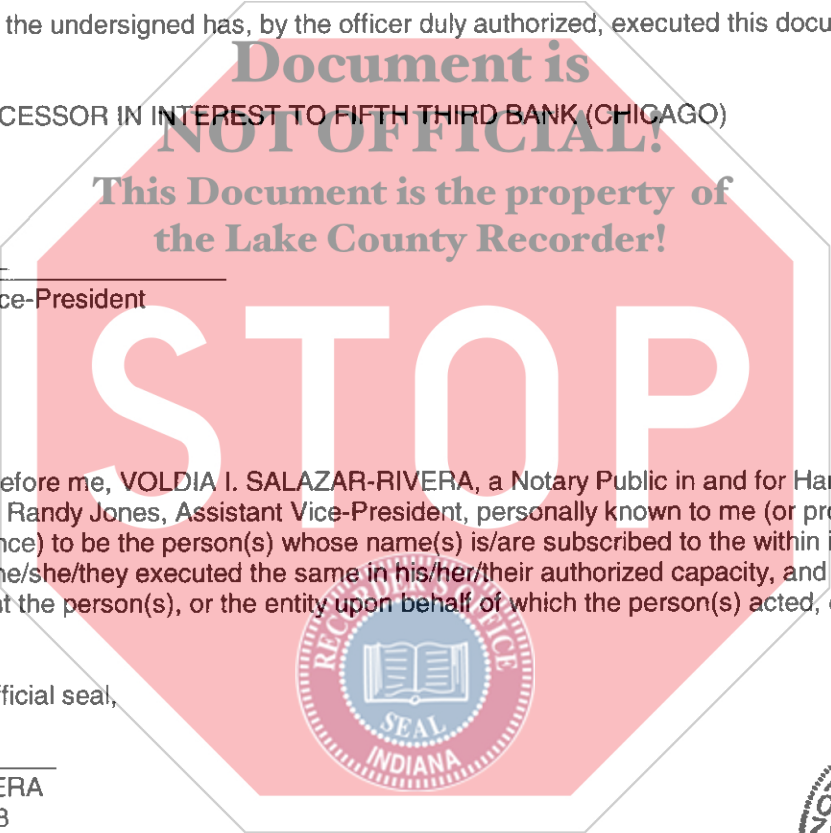 the undersigned has, by the officer duly authorized, executed this docu
Document is
CESSOR IN INTEREST TO FIFTH THIRD BANK (CHICAGO)
NOT OFFICIAL!
This Document is the property of
the Lake County Recorder!
ce-President
STOP
efore me, VOLDIA I. SALAZAR-RIVERA, a Notary Public in and for Har
Randy Jones, Assistant Vice-President, personally known to me (or pro
nce) to be the person(s) whose name(s) is/are subscribed to the within i
he/she/they executed the same in his/her/their authorized capacity, and
t the person(s), or the entity upon behalf of which the person(s) acted,
RECORDER'S OFFICE
SEAL
INDIANA
fficial seal,
ERA